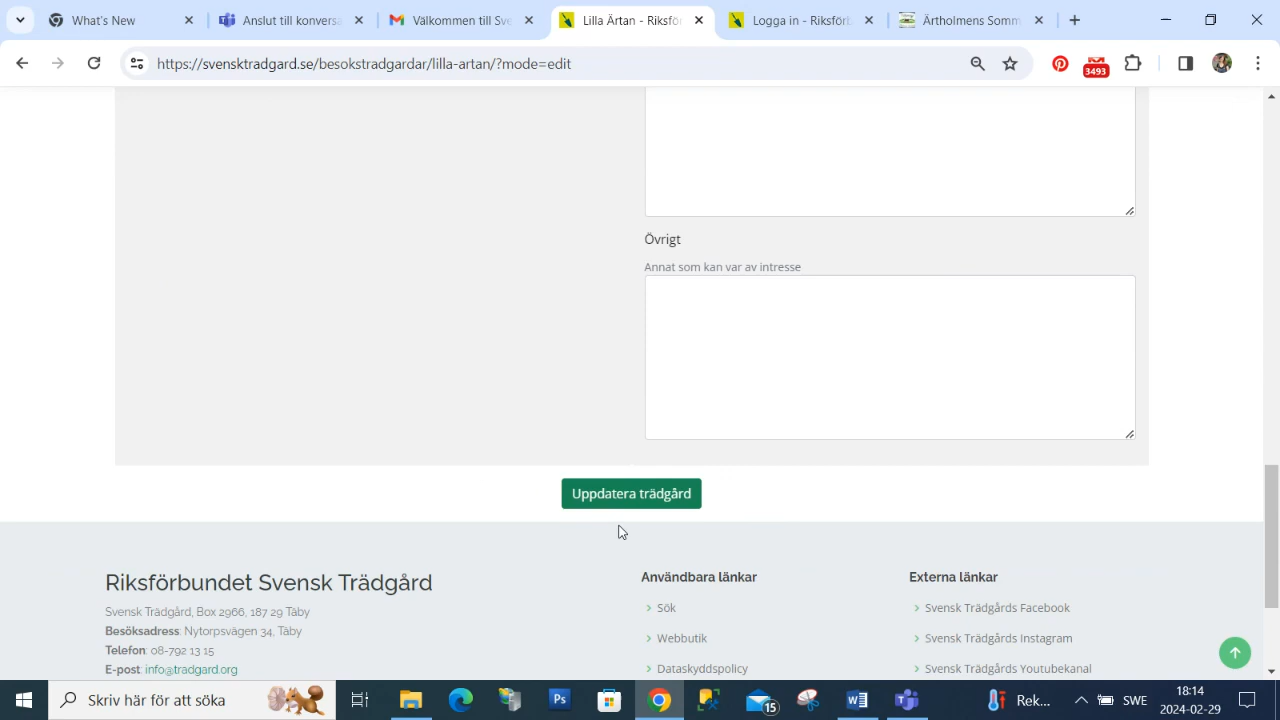 What's New
Anslut till konversa
Välkommen till Sve
Lilla Ärtan - Riksför
Logga in - Riksförb
Ärtholmens Somm
https://svensktradgard.se/besokstradgardar/lilla-artan/?mode=edit
3493
Övrigt
Annat som kan var av intresse
Uppdatera trädgård
Riksförbundet Svensk Trädgård
Svensk Trädgård, Box 2966, 187 29 Täby
Besöksadress: Nytorpsvägen 34, Täby
Telefon: 08-792 13 15
E-post: info@tradgard.org
Användbara länkar
Sök
Webbutik
Dataskyddspolicy
Externa länkar
Svensk Trädgårds Facebook
Svensk Trädgårds Instagram
Svensk Trädgårds Youtubekanal
Skriv här för att söka
Ps
15
Rek...
SWE
18:14
2024-02-29